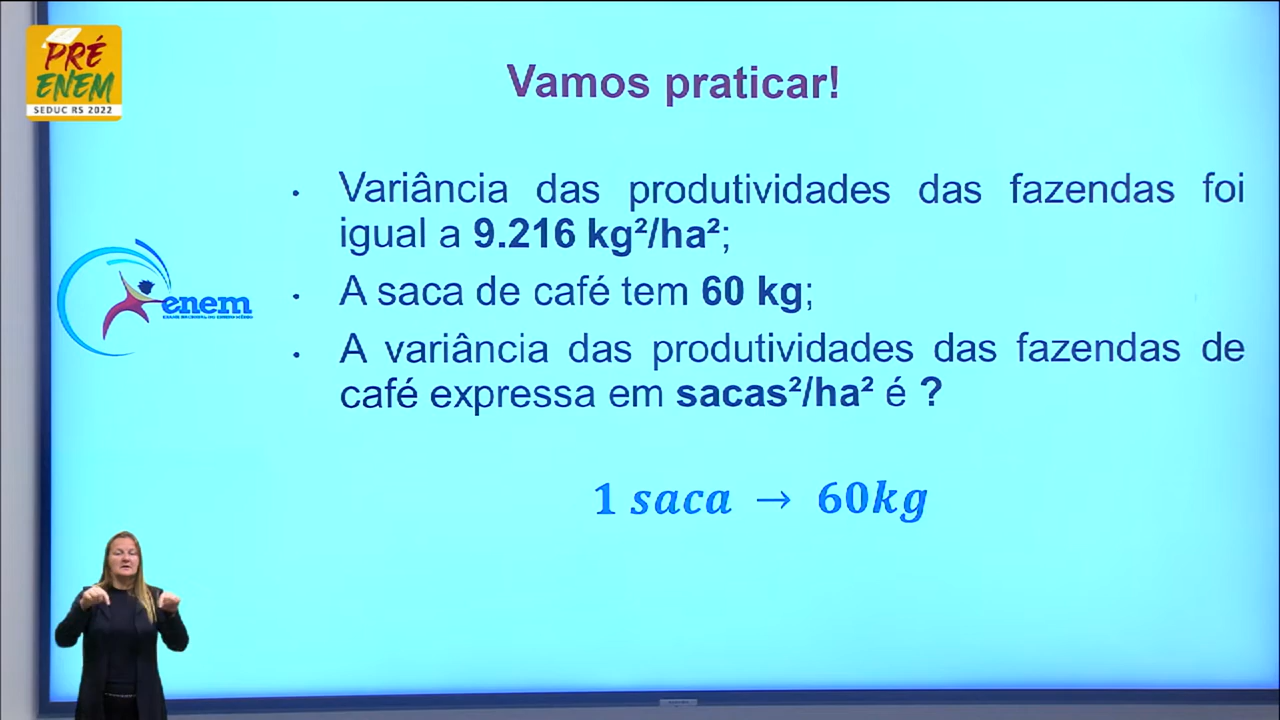 PRÉ
ENEM
SEDUC RS 2022
Vamos praticar!
• Variância das produtividades das fazendas foi
igual a 9.216 kg²/ha²;
enem
• A saca de café tem 60 kg;
• A variância das produtividades das fazendas de
café expressa em sacas²/ha² é ?
1 saca → 60kg